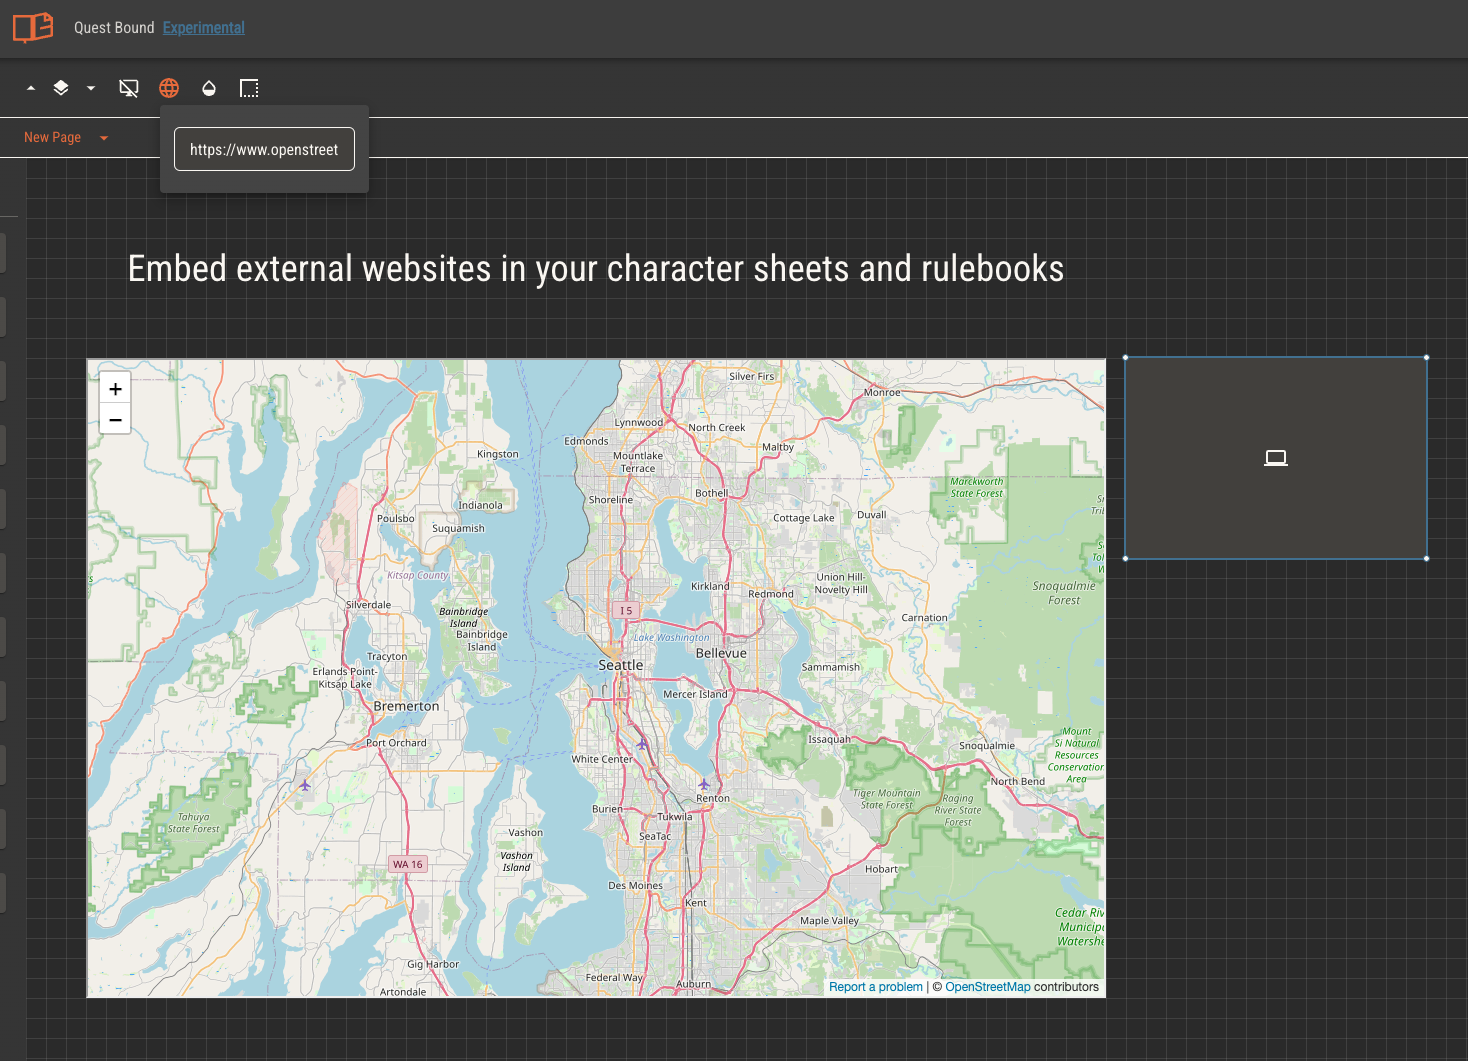 Quest Bound Experimental
https://www.openstreet
New Page
Embed external websites in your character sheets and rulebooks
+
−
Silver Firs
Monroe
Lynnwood
North Creek
Edmonds
Maltby
Kingston
Mountlake
Terrace
Marckworth
State Forest
Bothell
Shoreline
Indianola
Poulsbo
Cottage Lake
Duvall
Suquamish
Kitsap County
Union Hill-
Novelty Hill
Kirkland
Redmond
Snoqualmie
Forest
Silverdale
Bainbridge
Island
I 5
Carnation
Bainbridge
Island
Lake Washington
Tracyton
Bellevue
Seattle
Sammamish
Erlands Point-
Kitsap Lake
Mercer Island
Bremerton
Port Orchard
Issaquah
Snoqualmie
Mount
Si Natural
Resources
Conservation
Area
White Center
North Bend
Renton
Tiger Mountain
State Forest
Raging
River State
Forest
Burien
Tukwila
Tahuya
State Forest
Vashon
SeaTac
Vashon
Island
WA 16
Hobart
Des Moines
Kent
Maple Valley
Cedar Riv
Municipa
Watershe
Gig Harbor
Federal Way
Auburn
Artondale
Report a problem | © OpenStreetMap contributors